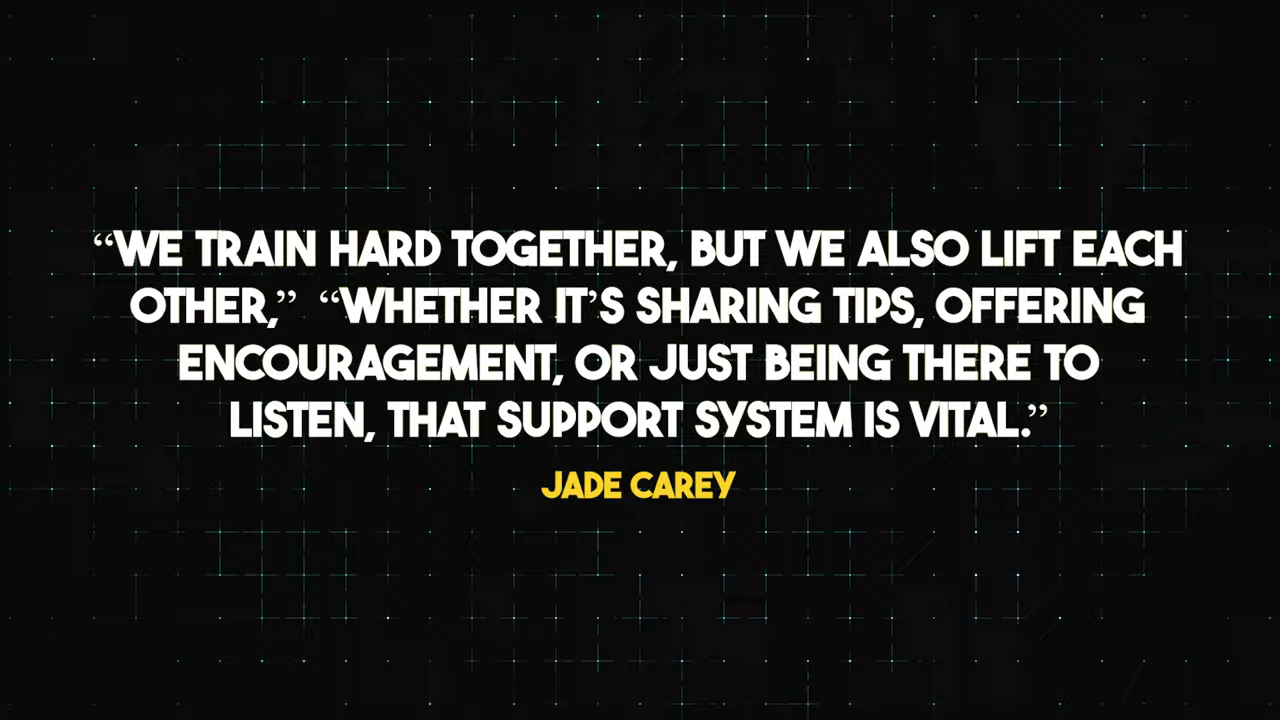 “WE TRAIN HARD TOGETHER, BUT WE ALSO LIFT EACH
OTHER,” “WHETHER IT’S SHARING TIPS, OFFERING
ENCOURAGEMENT, OR JUST BEING THERE TO
LISTEN, THAT SUPPORT SYSTEM IS VITAL.”
JADE CAREY